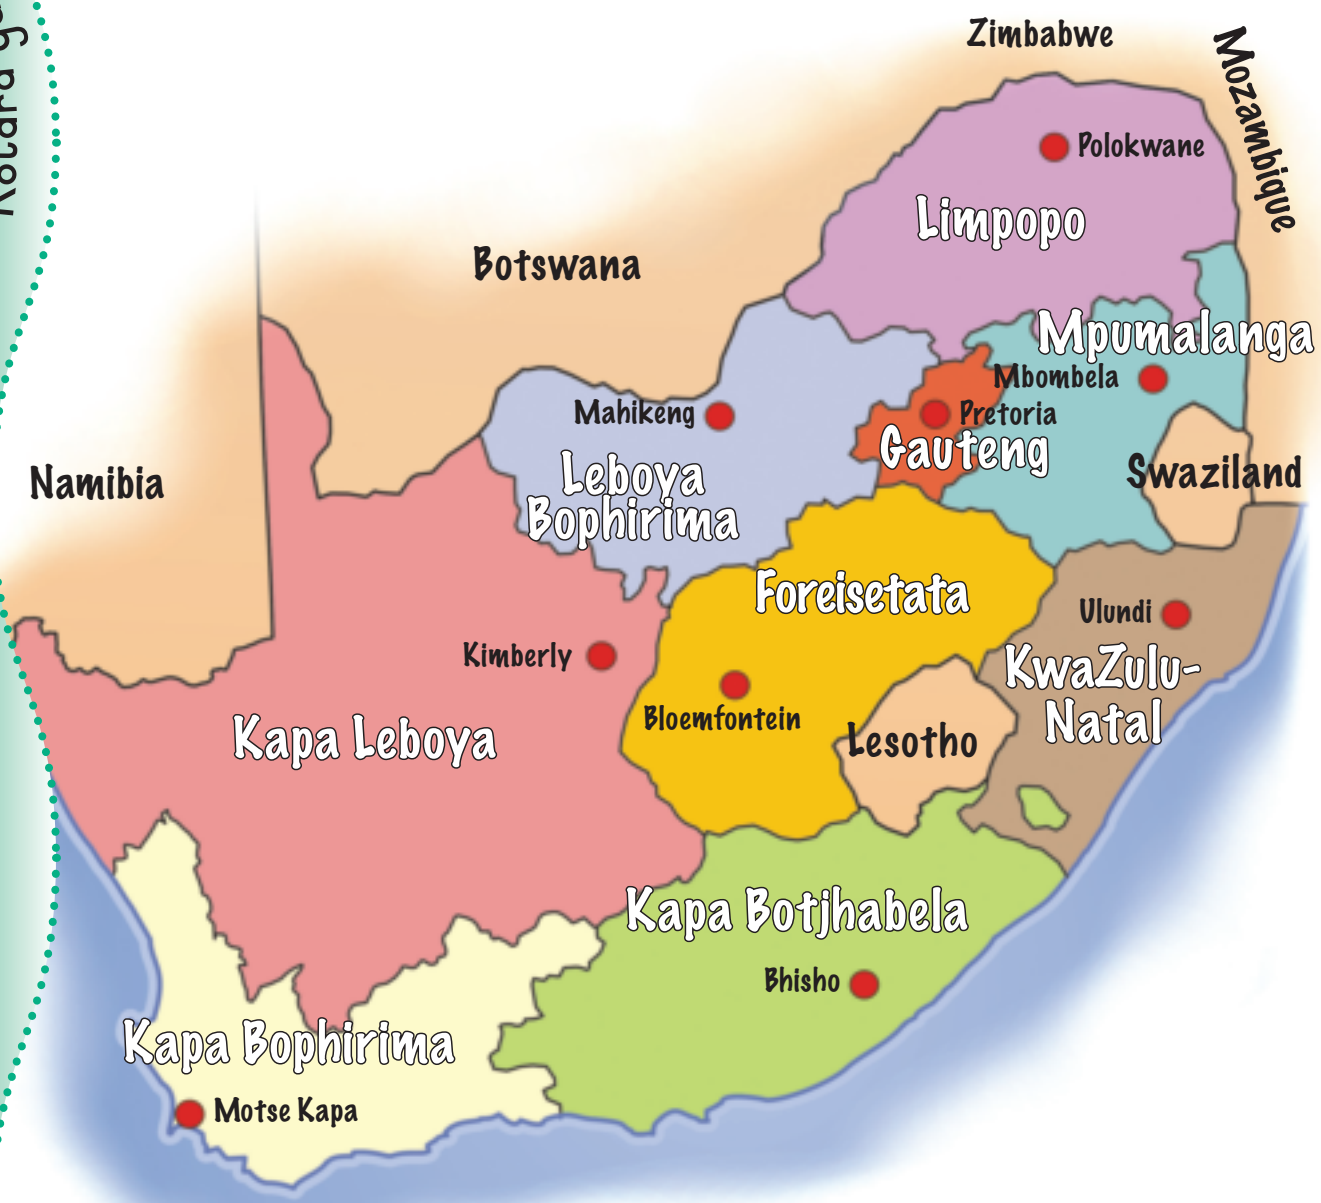 Zimbabwe
Mozambique
Polokwane
Limpopo
Botswana
Mpumalanga
Mbombela
Mahikeng
Pretoria
Gauteng
Leboya
Bophirima
Swaziland
Namibia
Foreisetata
Ulundi
Kimberly
KwaZulu-
Natal
Bloemfontein
Lesotho
Kapa Leboya
Kapa Botjhabela
Bhisho
Kapa Bophirima
Motse Kapa